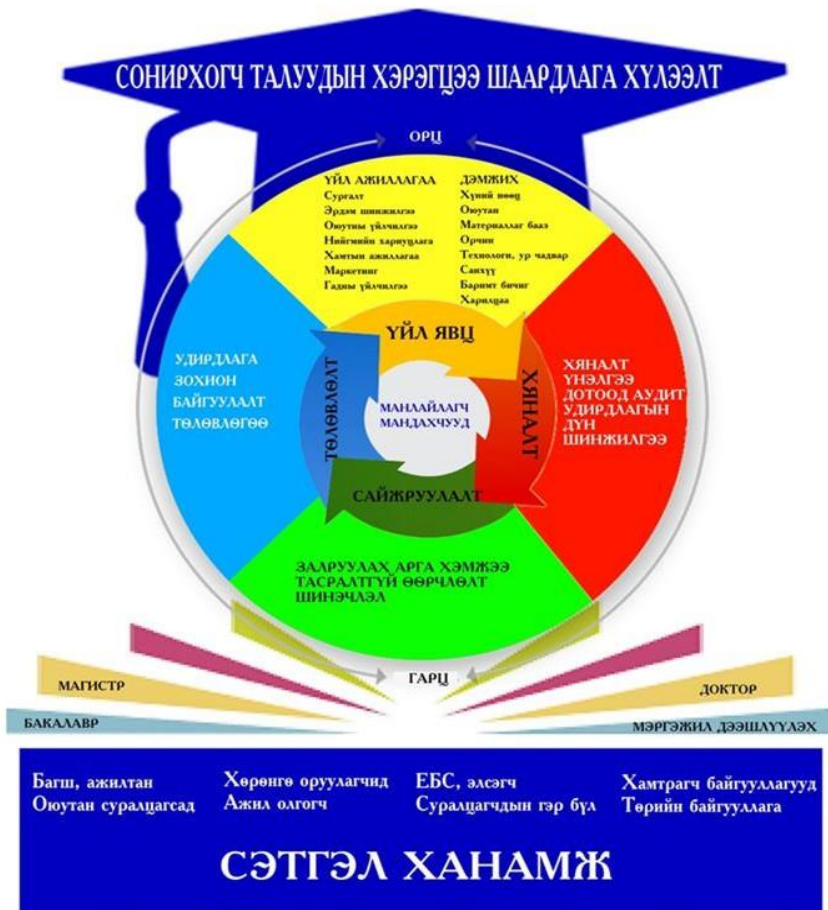 СОНИРХОГЧ ТАЛУУДЫН ХЭРЭГЦЭЭ ШААРДЛАГА ХҮЛЭЭЛТ
ОРЦ
ҮЙЛ АЖИЛЛАГАА
Сургалт
Эрдэм шинжилгээ
Оюутны үйлчилгээ
Нийгмийн хариуцлага
Хамтын ажиллагаа
Маркетинг
Гадны үйлчилгээ
ДЭМЖИХ
Хүний нөөц
Оюутан
Материаллаг бааз
Орчин
Технологи, ур чадвар
Санхүү
Баримт бичиг
Харилцаа
УДИРДЛАГА
ЗОХИОН
БАЙГУУЛАЛТ
ТӨЛӨВЛӨГӨӨ
ҮЙЛ ЯВЦ
ТӨЛӨВЛӨЛТ
МАНЛАЙЛАГЧ
МАНДАХЧУУД
ХЯНАЛТ
САЙЖРУУЛАЛТ
ХЯНАЛТ
ҮНЭЛГЭЭ
ДОТООД АУДИТ
УДИРДЛАГЫН
ДҮН
ШИНЖИЛГЭЭ
ЗАЛРУУЛАХ АРГА ХЭМЖЭЭ
ТАСРАЛТГҮЙ ӨӨРЧЛӨЛТ
ШИНЭЧЛЭЛ
ГАРЦ
МАГИСТР
ДОКТОР
БАКАЛАВР
МЭРГЭЖИЛ ДЭЭШЛҮҮЛЭХ
Багш, ажилтан
Оюутан суралцагсад
Хөрөнгө оруулагчид
Ажил олгогч
ЕБС, элсэгч
Суралцагчдын гэр бүл
Хамтрагч байгууллагууд
Төрийн байгууллага
СЭТГЭЛ ХАНАМЖ